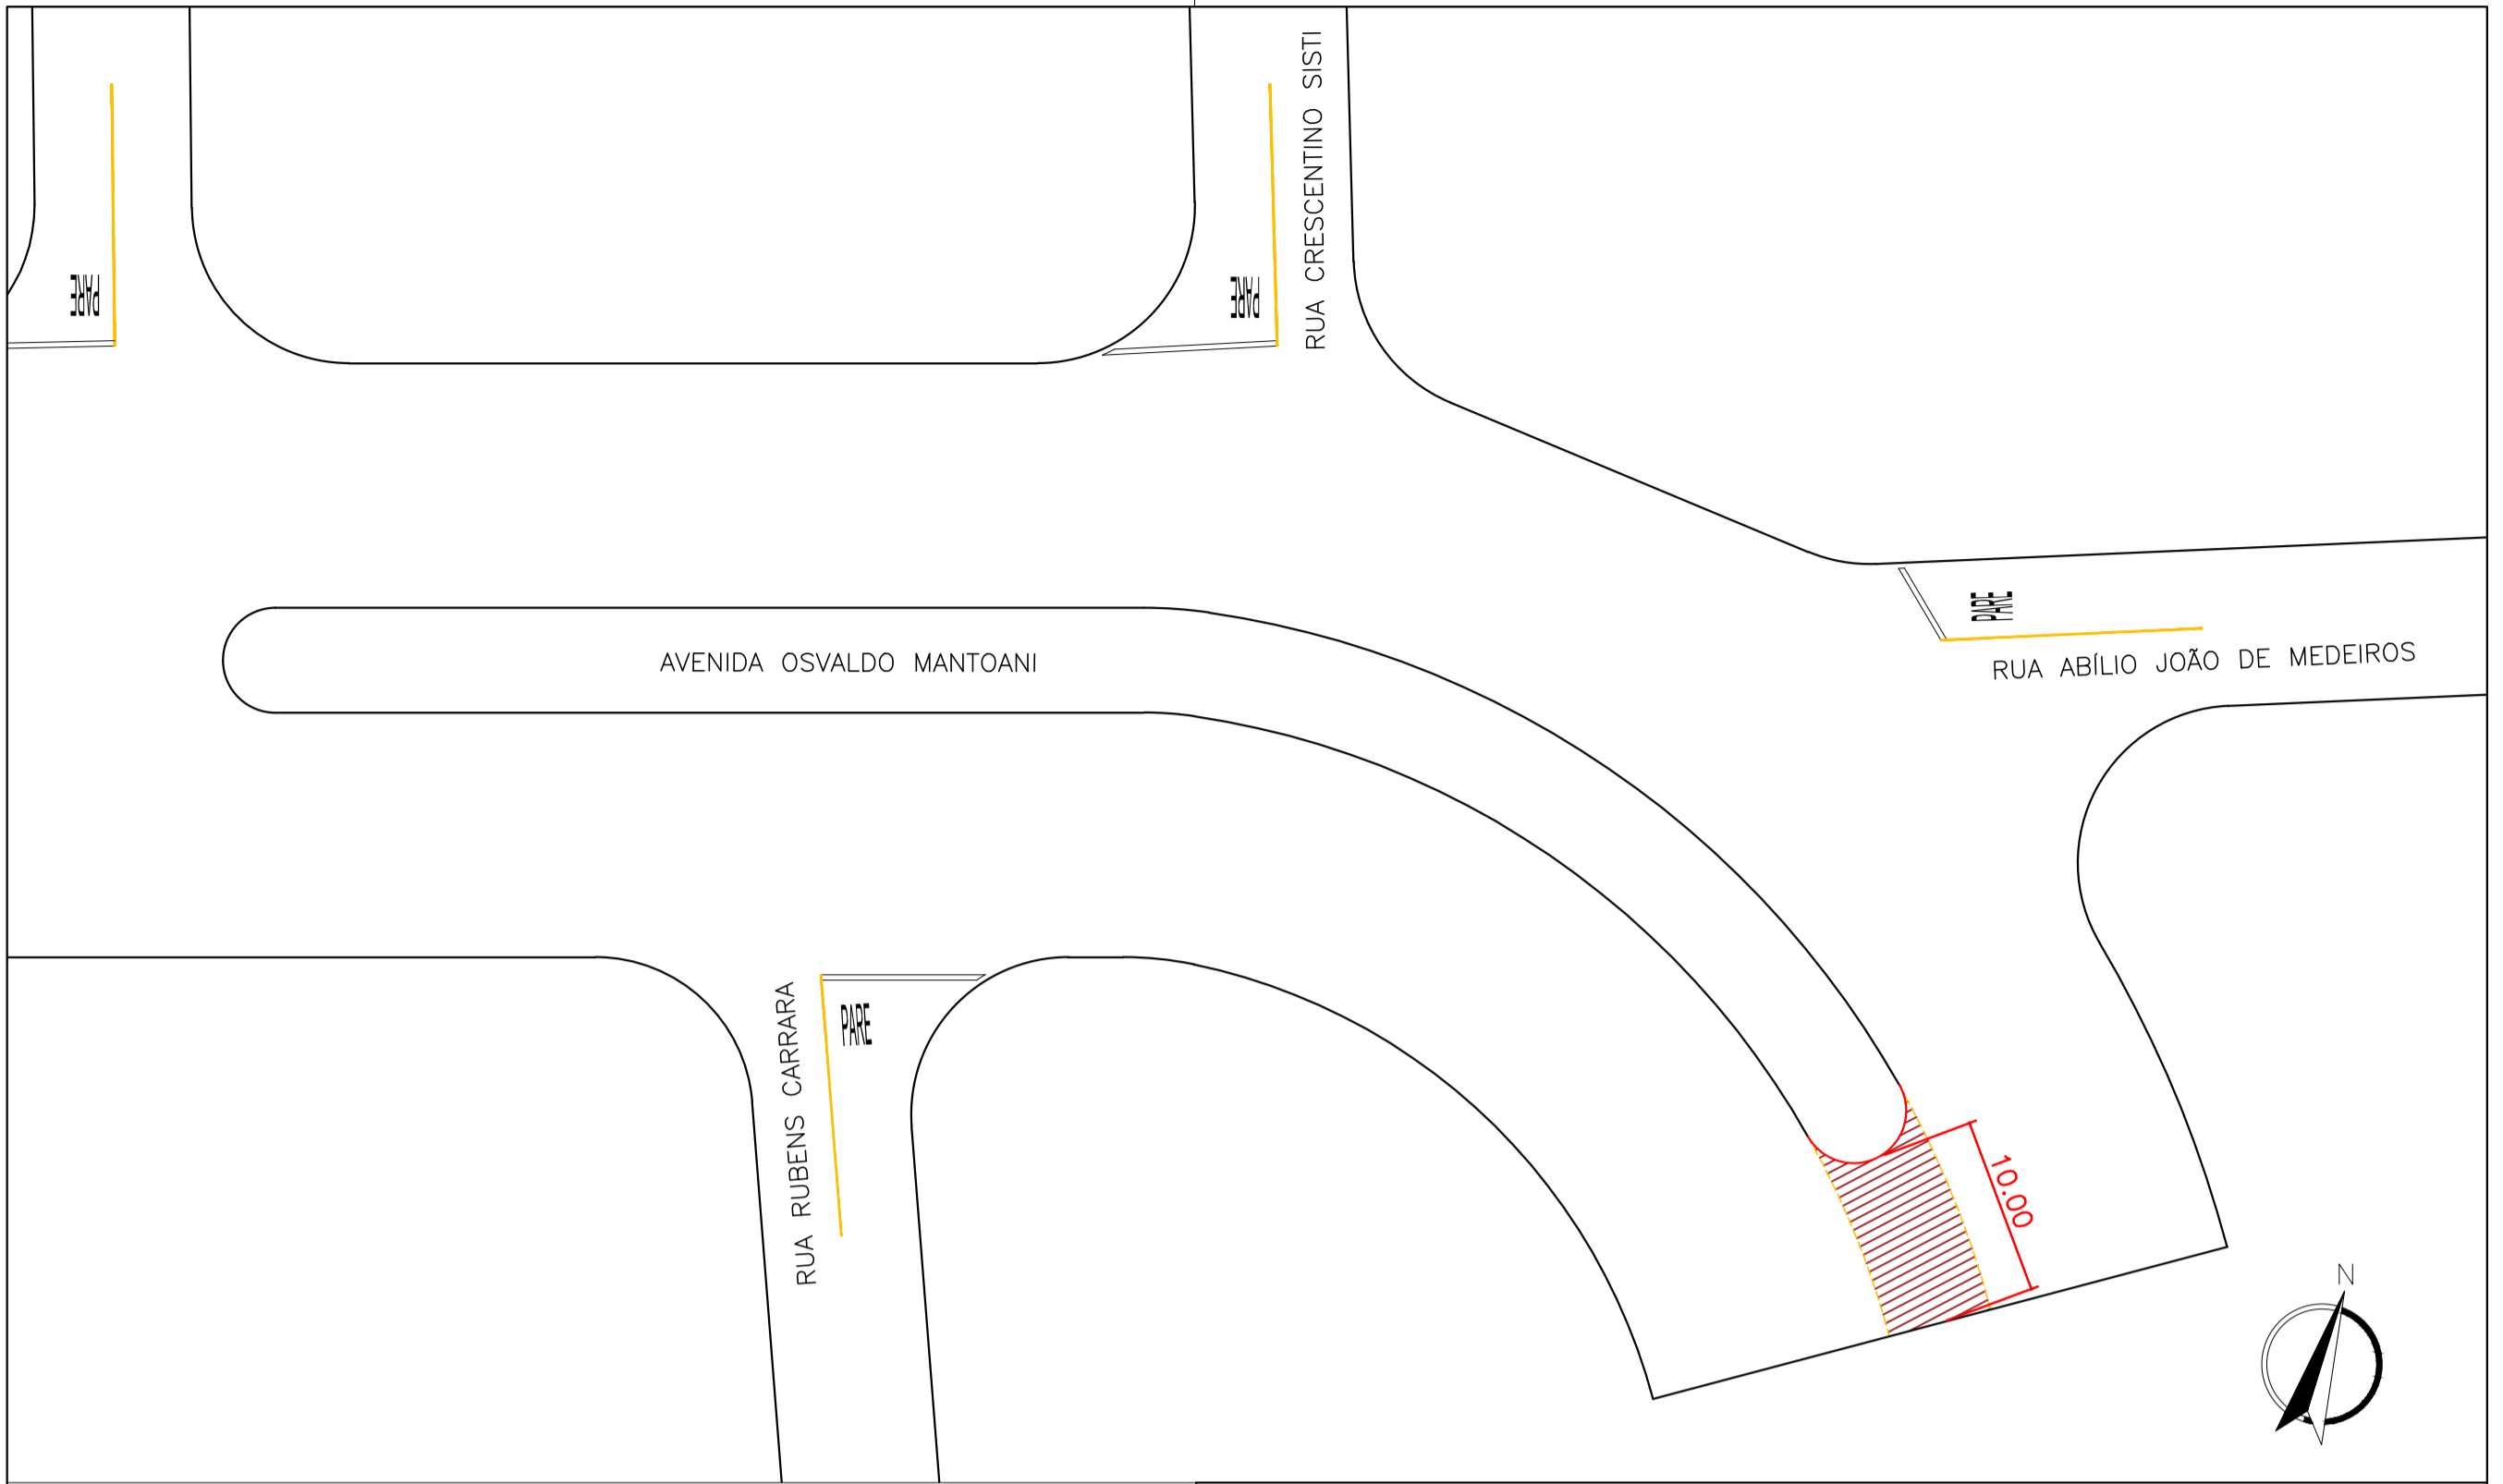 RUA CRESCENTINO SISTI
PARE
PARE
PARE
AVENIDA OSVALDO MANTOANI
RUA ABÍLIO JOÃO DE MEDEIROS
RUA RUBENS CARRARA
PARE
10.00
N